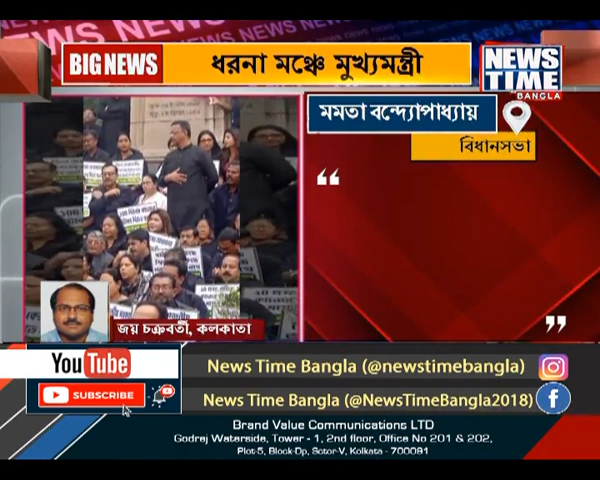 BIG NEWS
ধরনা মঞ্চে মুখ্যমন্ত্রী
NEWS
TIME
BANGLA
মমতা বন্দ্যোপাধ্যায়
বিধানসভা
জয় চক্রবর্তী, কলকাতা
YouTube
SUBSCRIBE
News Time Bangla (@newstimebangla)
News Time Bangla (@NewsTimeBangla2018)
Brand Value Communications LTD
Godrej Waterside, Tower - 1, 2nd floor, Office No 201 & 202,
Plot-5, Block-Dp, Sctor-V, Kolkata - 700091